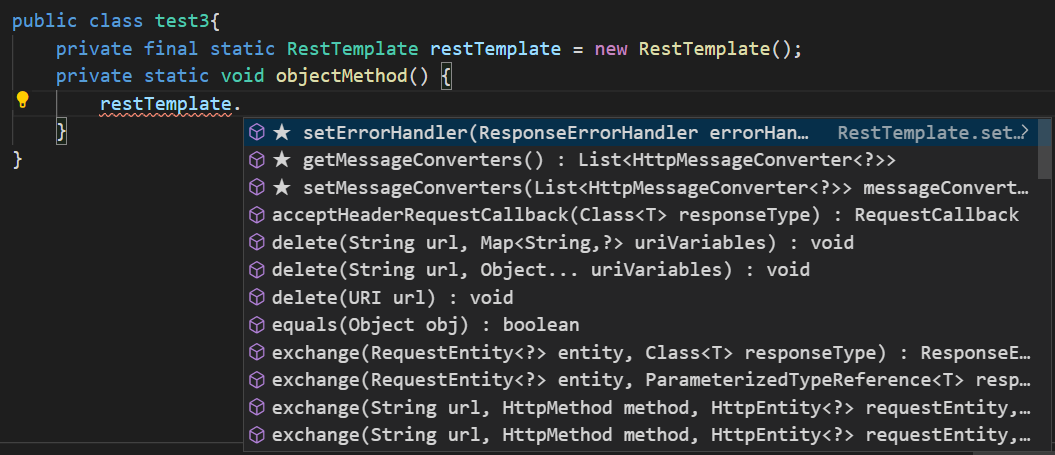 public class test3{
private final static RestTemplate restTemplate = new RestTemplate();
private static void objectMethod() {
restTemplate.
★ setErrorHandler(ResponseErrorHandler errorHan… RestTemplate.set…
★ getMessageConverters() : List<HttpMessageConverter<?>>
★ setMessageConverters(List<HttpMessageConverter<?>> messageConvert…
acceptHeaderRequestCallback(Class<T> responseType) : RequestCallback
delete(String url, Map<String,?> uriVariables) : void
delete(String url, Object... uriVariables) : void
delete(URI url) : void
equals(Object obj) : boolean
exchange(RequestEntity<?> entity, Class<T> responseType) : ResponseE…
exchange(RequestEntity<?> entity, ParameterizedTypeReference<T> resp…
exchange(String url, HttpMethod method, HttpEntity<?> requestEntity,…
exchange(String url, HttpMethod method, HttpEntity<?> requestEntity,…
}
}